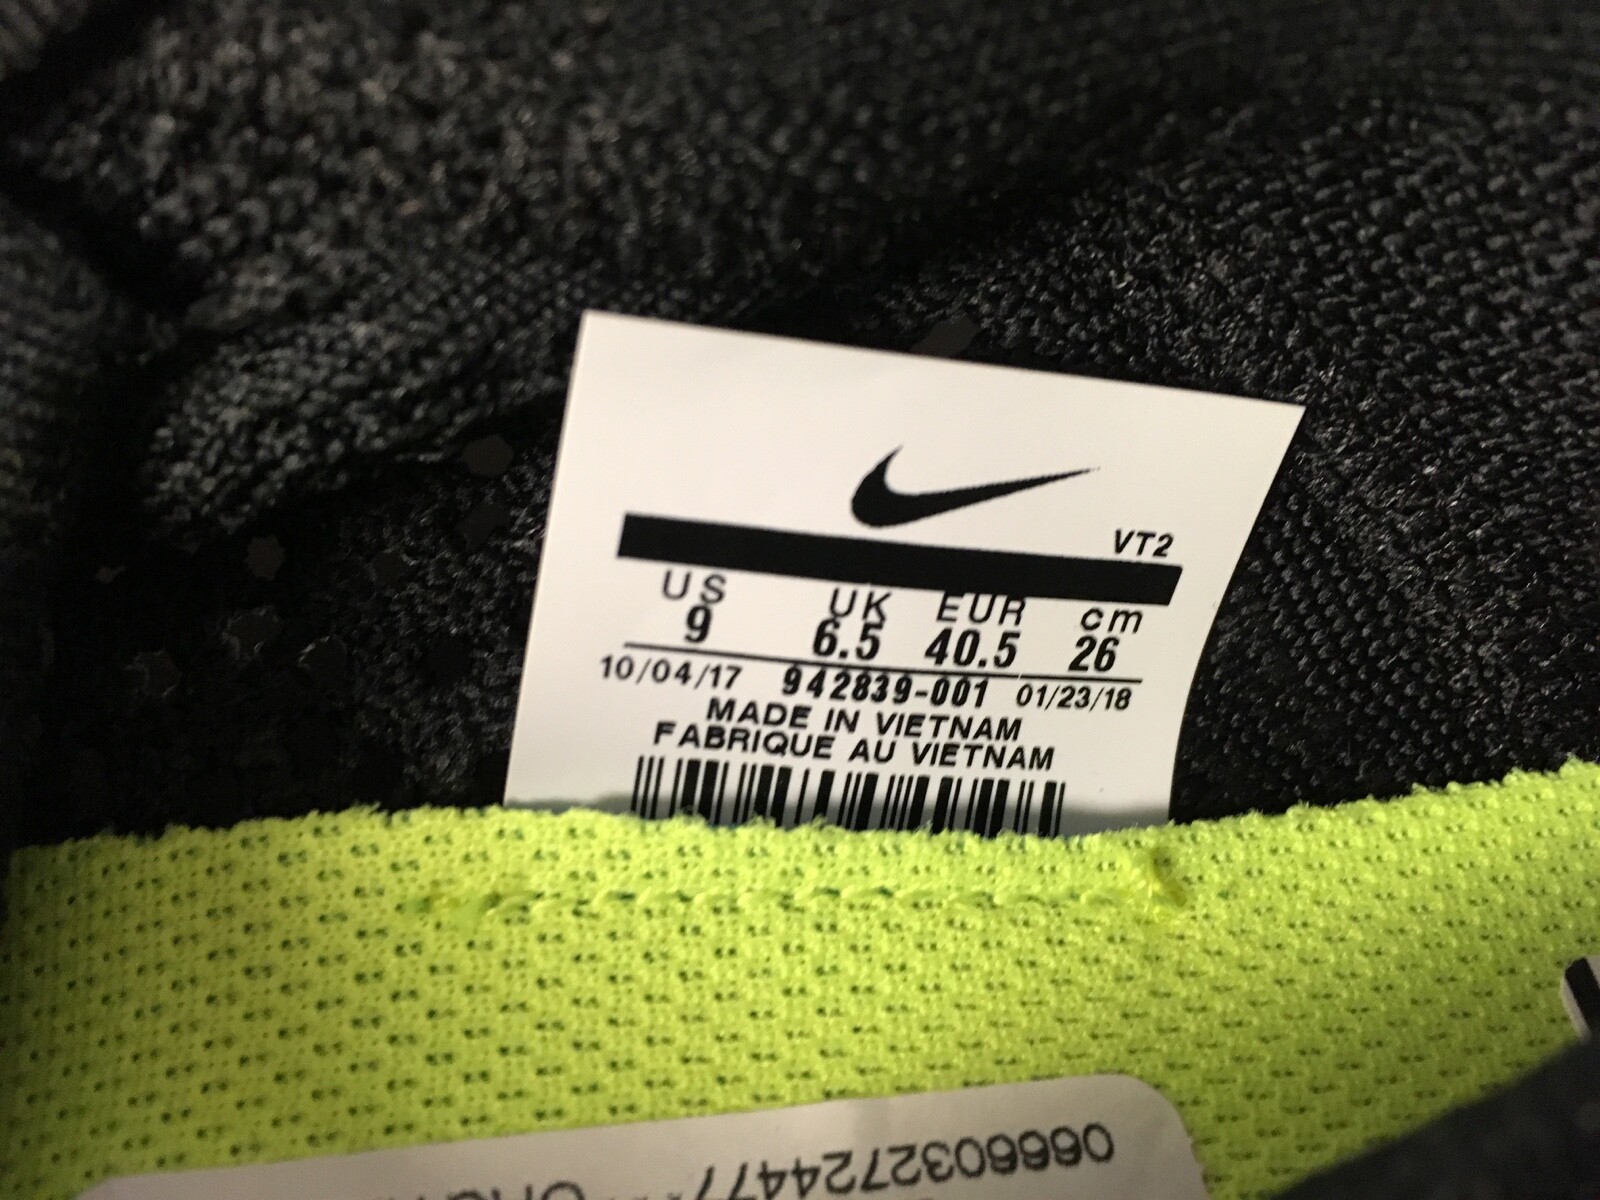 VT2
US UK EUR cm
9 6.5 40.5 26
10/04/17 942839-001 01/23/18
MADE IN VIETNAM
FABRIQUE AU VIETNAM
0666032724477